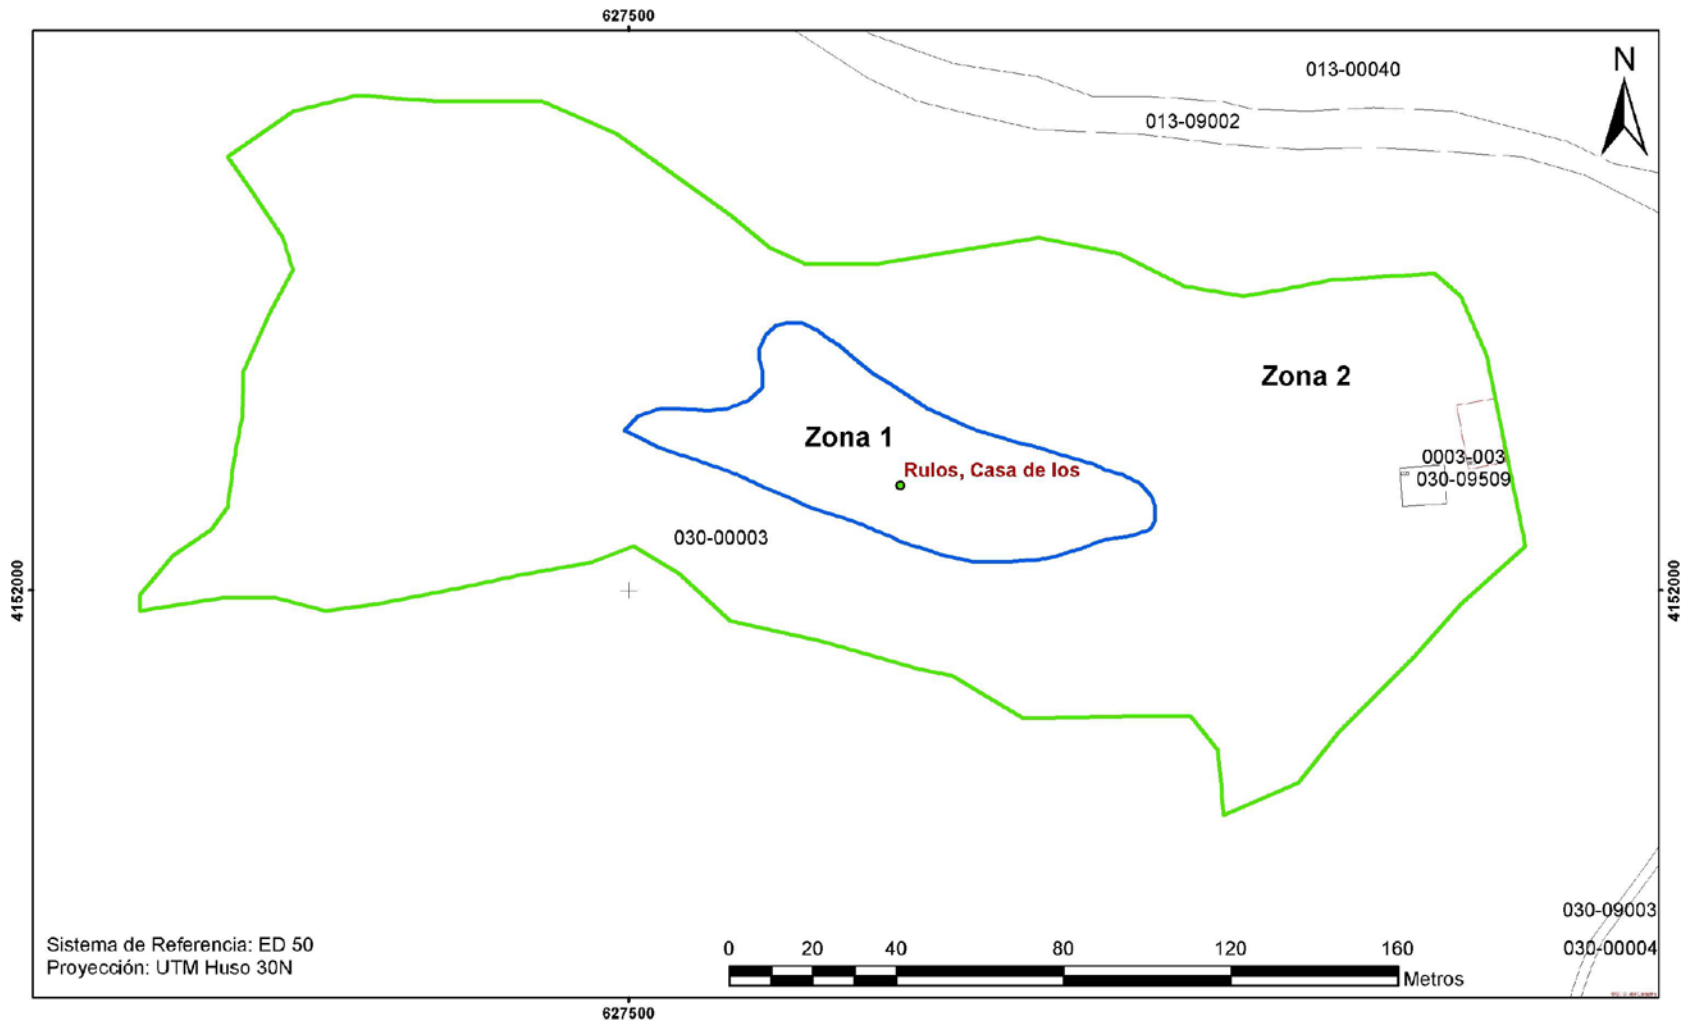 627500
013-00040
N
013-09002
Zona 2
Zona 1
0003-003
Rulos, Casa de los
030-09509
030-00003
4152000
4152000
030-09003
Sistema de Referencia: ED 50
030-00004
Proyección: UTM Huso 30N
0 20 40 80 120 160
Metros
627500